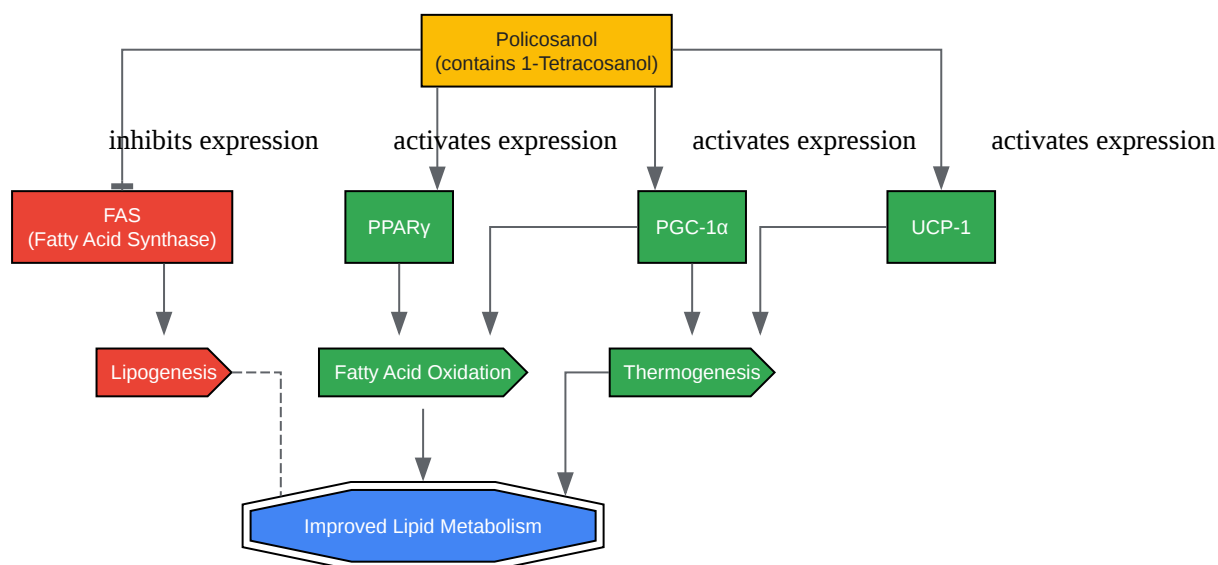 Policosanol
(contains 1-Tetracosanol)
inhibits expression
activates expression
activates expression
activates expression
FAS
(Fatty Acid Synthase)
PPARγ
PGC-1α
UCP-1
Lipogenesis
Fatty Acid Oxidation
Thermogenesis
Improved Lipid Metabolism